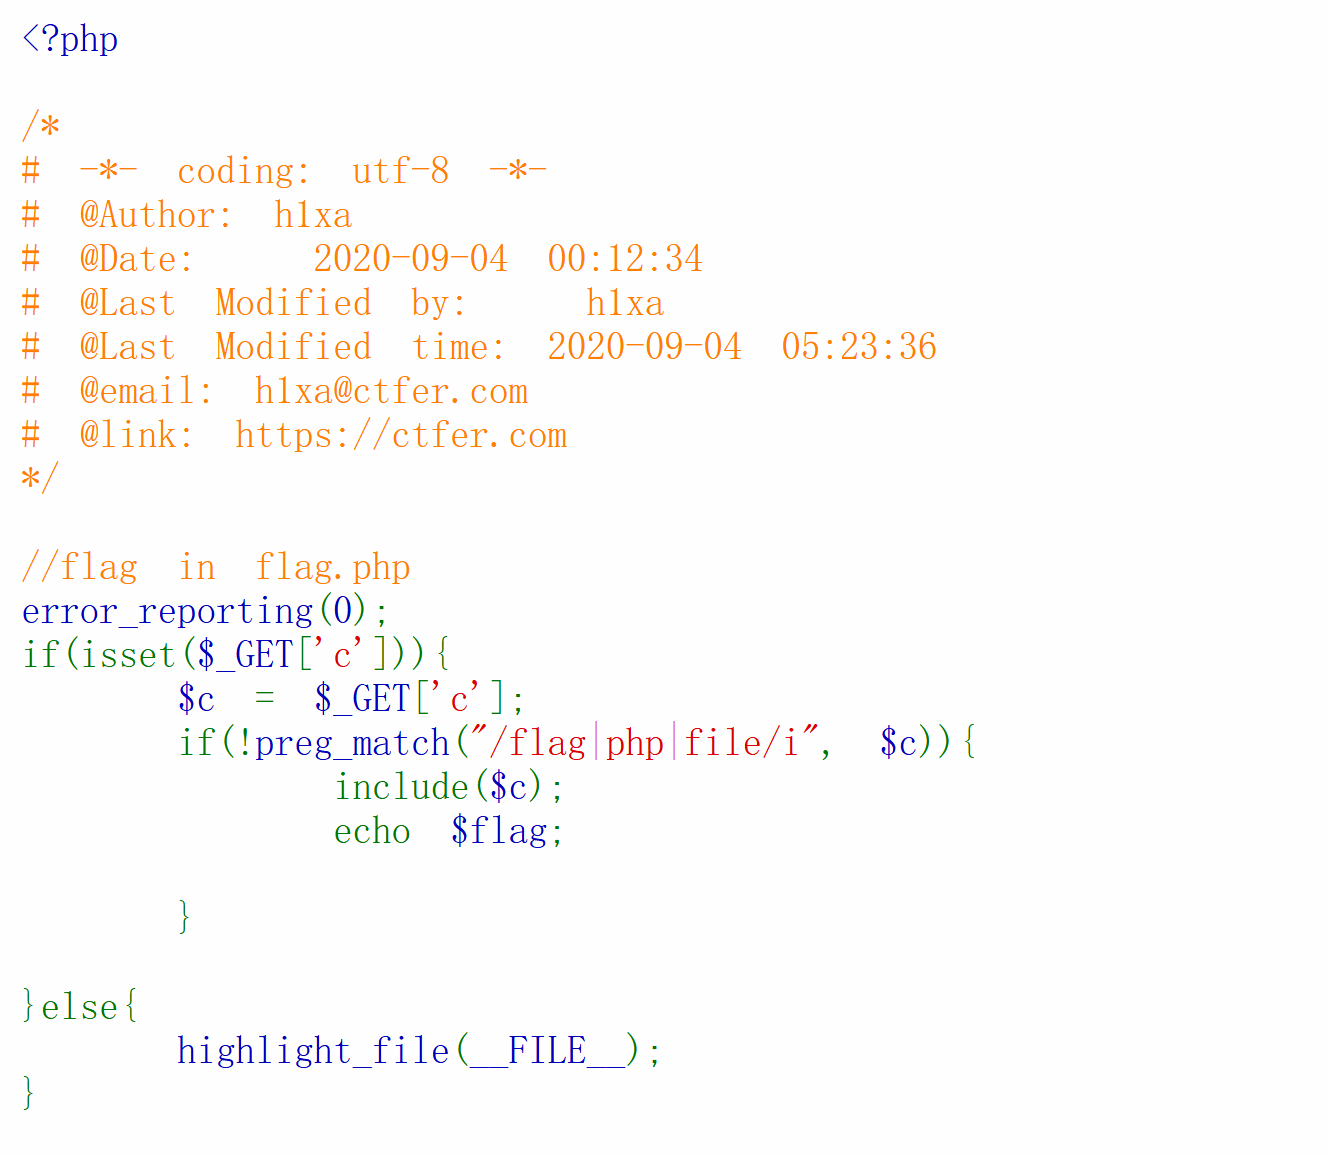 <?php
/*
# -*- coding: utf-8 -*-
# @Author: h1xa
# @Date:   2020-09-04 00:12:34
# @Last Modified by:   h1xa
# @Last Modified time: 2020-09-04 05:23:36
# @email: h1xa@ctfer.com
# @link: https://ctfer.com
*/
//flag in flag.php
error_reporting(0);
if(isset($_GET['c'])){
    $c = $_GET['c'];
    if(!preg_match("/flag|php|file/i", $c)){
        include($c);
        echo $flag;
    }
}else{
    highlight_file(__FILE__);
}